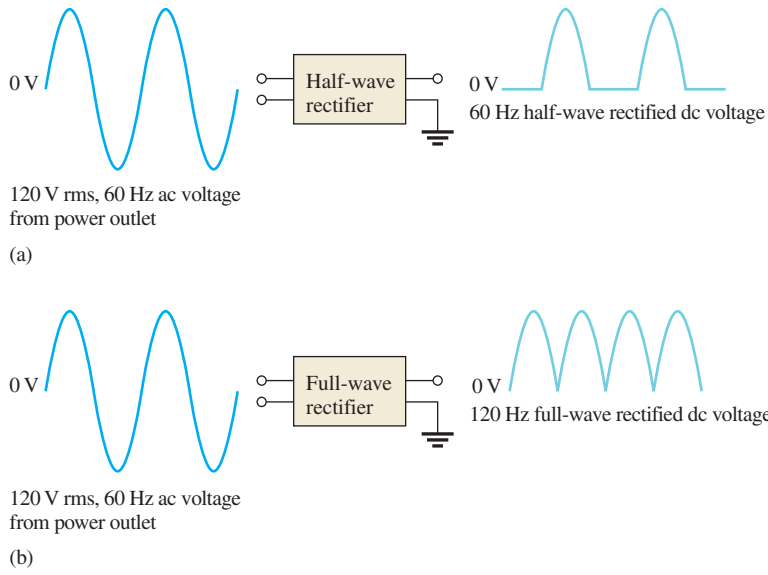 0 V
Half-wave
rectifier
0 V
60 Hz half-wave rectified dc voltage
120 V rms, 60 Hz ac voltage
from power outlet
(a)
0 V
Full-wave
rectifier
0 V
120 Hz full-wave rectified dc voltage
120 V rms, 60 Hz ac voltage
from power outlet
(b)